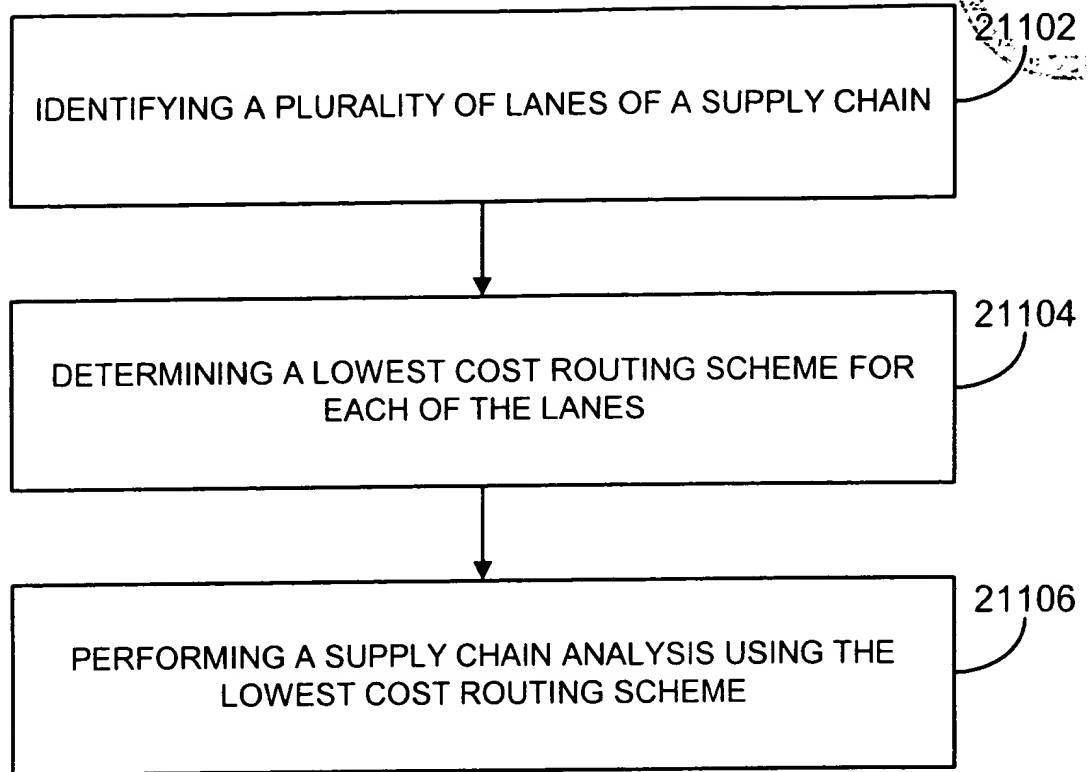 21102
IDENTIFYING A PLURALITY OF LANES OF A SUPPLY CHAIN
21104
DETERMINING A LOWEST COST ROUTING SCHEME FOR
EACH OF THE LANES
21106
PERFORMING A SUPPLY CHAIN ANALYSIS USING THE
LOWEST COST ROUTING SCHEME